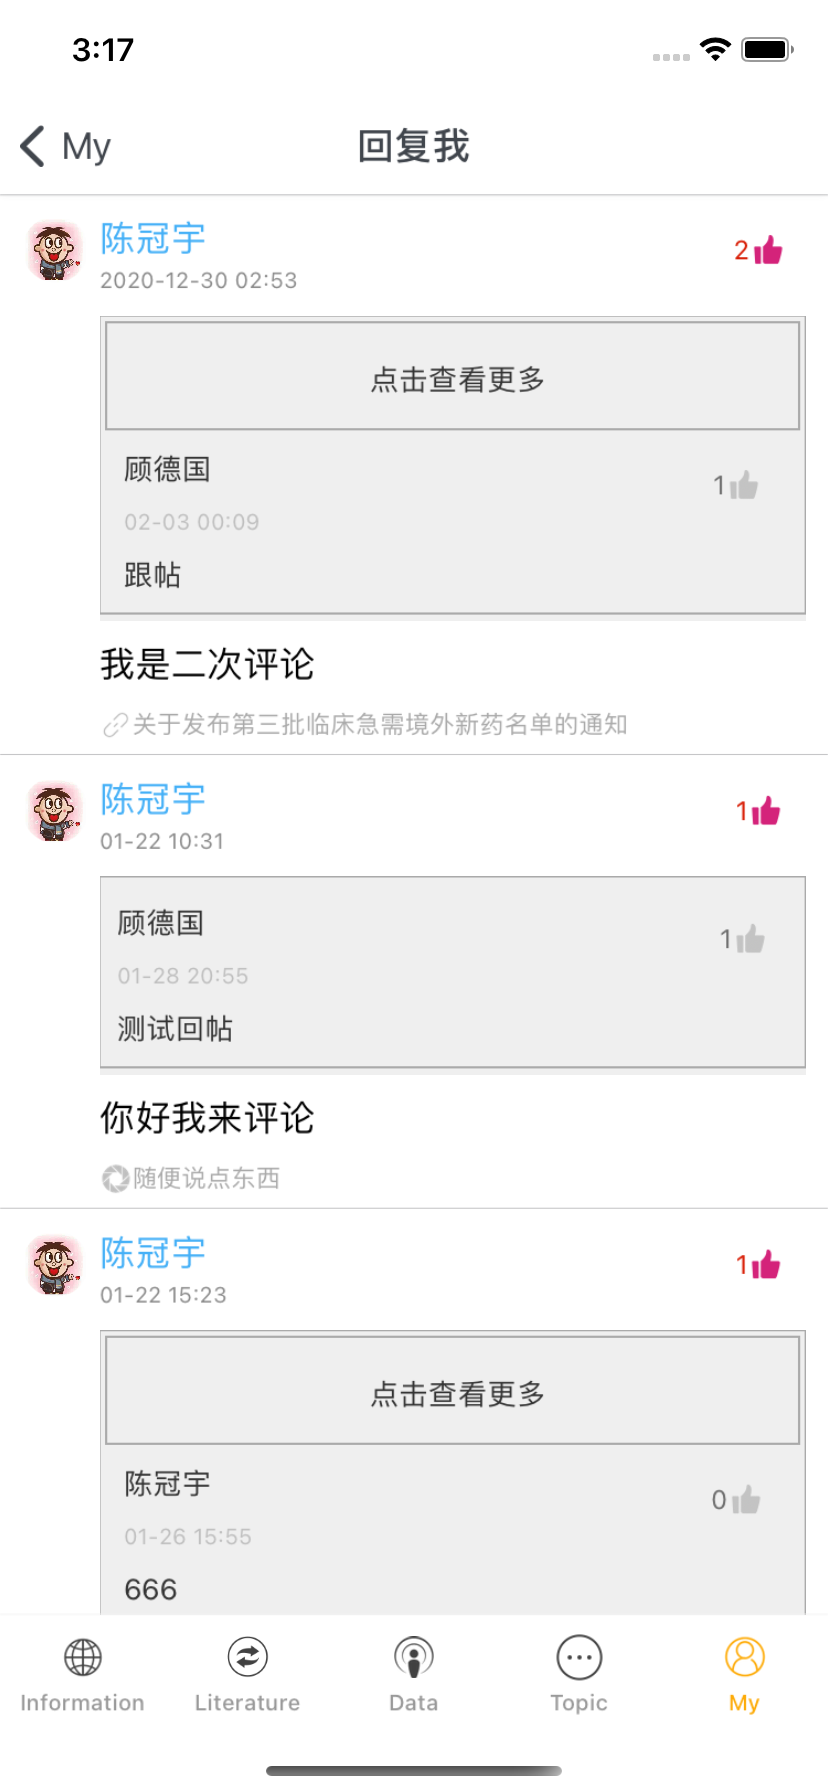 3:17
My
回复我
陈冠宇
2
2020-12-30 02:53
点击查看更多
顾德国
1
02-03 00:09
跟帖
我是二次评论
关于发布第三批临床急需境外新药名单的通知
陈冠宇
1
01-22 10:31
顾德国
1
01-28 20:55
测试回帖
你好我来评论
随便说点东西
陈冠宇
1
01-22 15:23
点击查看更多
陈冠宇
0
01-26 15:55
666
Information
Literature
Data
Topic
My